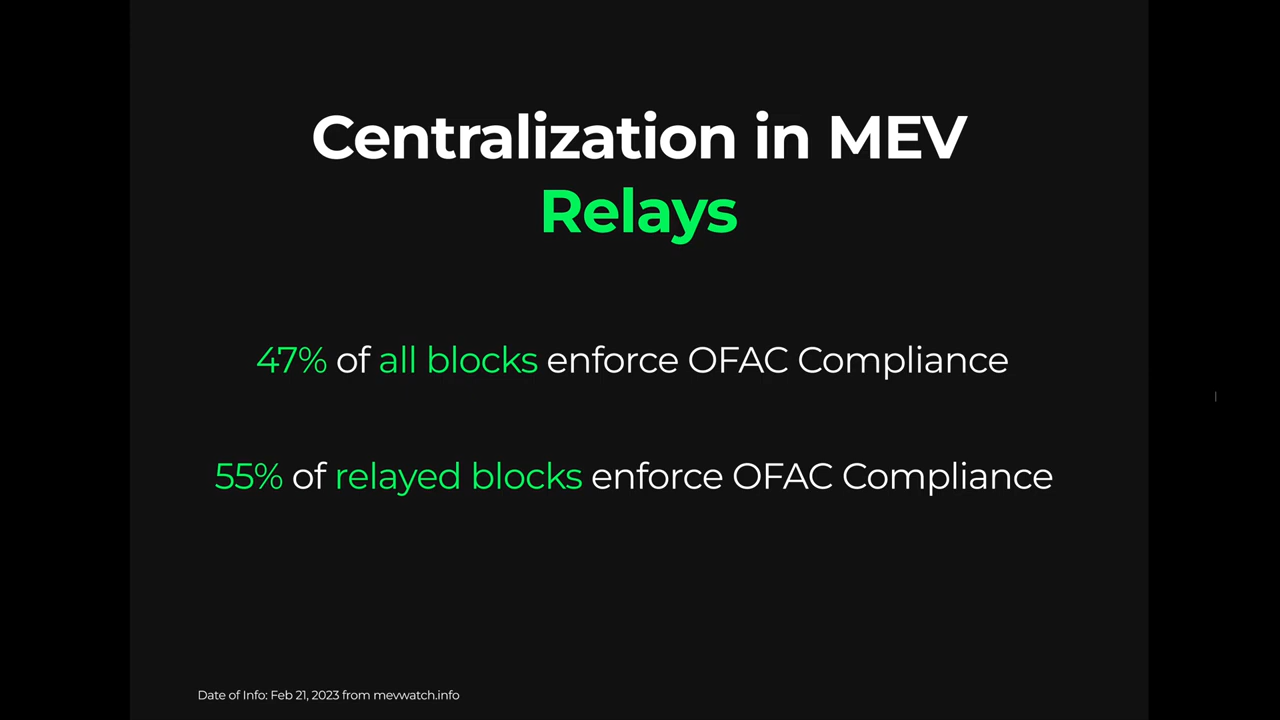 Centralization in MEV
Relays
47% of all blocks enforce OFAC Compliance
55% of relayed blocks enforce OFAC Compliance
Date of Info: Feb 21, 2023 from mevwatch.info